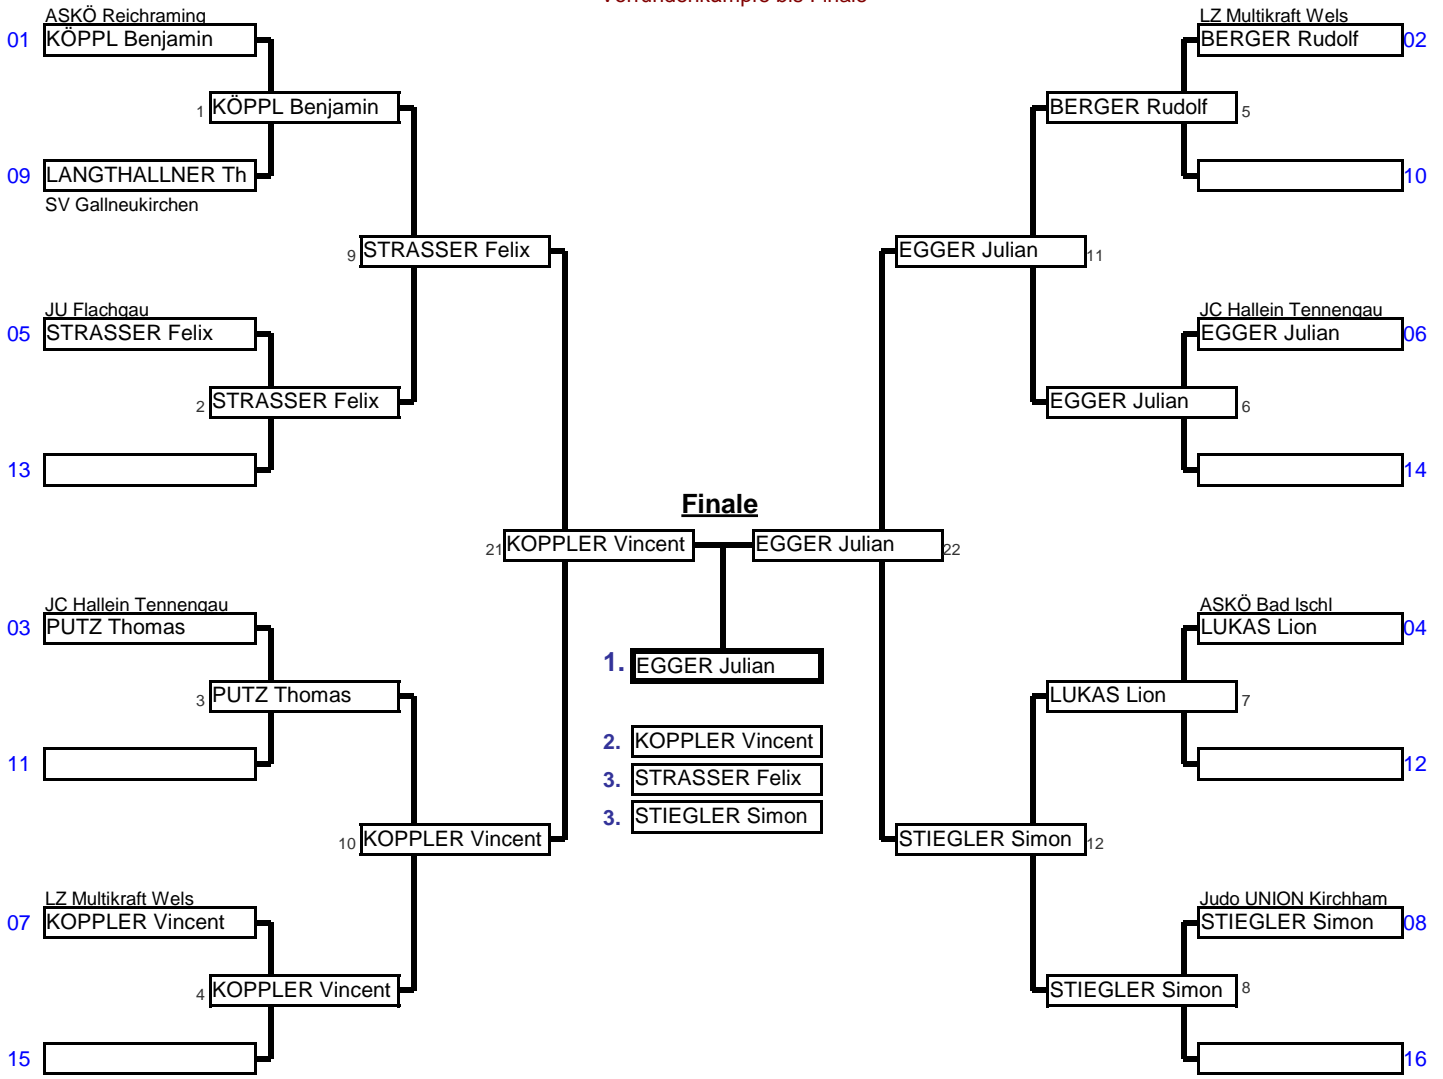 Vorrundenkämpfe bis Finale
ASKÖ Reichraming
01 KÖPPL Benjamin
1 KÖPPL Benjamin
09 LANGTHALLNER Th
SV Gallneukirchen
9 STRASSER Felix
JU Flachgau
05 STRASSER Felix
2 STRASSER Felix
13
21 KOPPLER Vincent
JC Hallein Tennengau
03 PUTZ Thomas
3 PUTZ Thomas
11
10 KOPPLER Vincent
LZ Multikraft Wels
07 KOPPLER Vincent
4 KOPPLER Vincent
15
Finale
1. EGGER Julian
2. KOPPLER Vincent
3. STRASSER Felix
3. STIEGLER Simon
LZ Multikraft Wels
BERGER Rudolf 02
BERGER Rudolf 5
10
EGGER Julian 11
JC Hallein Tennengau
EGGER Julian 06
EGGER Julian 6
14
EGGER Julian 22
ASKÖ Bad Ischl
LUKAS Lion 04
LUKAS Lion 7
12
STIEGLER Simon 12
Judo UNION Kirchham
STIEGLER Simon 08
STIEGLER Simon 8
16